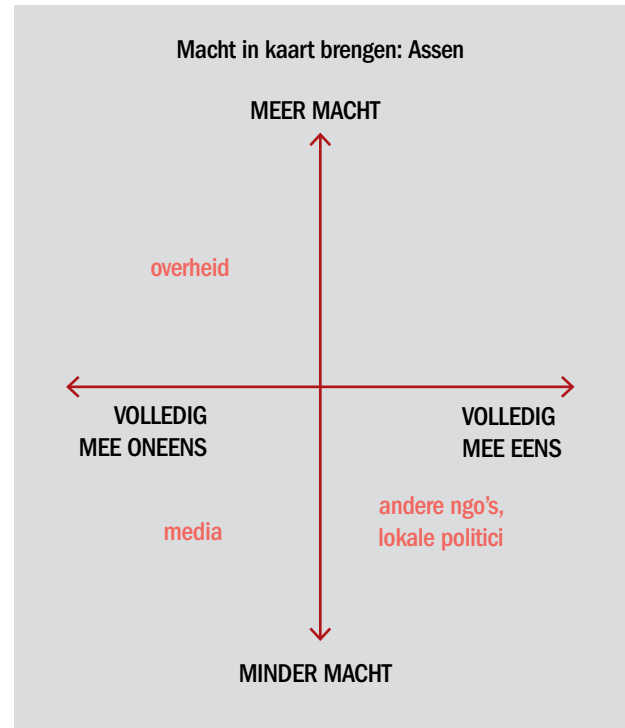 Macht in kaart brengen: Assen
MEER MACHT
overheid
VOLLEDIG
MEE ONEENS
VOLLEDIG
MEE EENS
media
andere ngo's,
lokale politici
MINDER MACHT